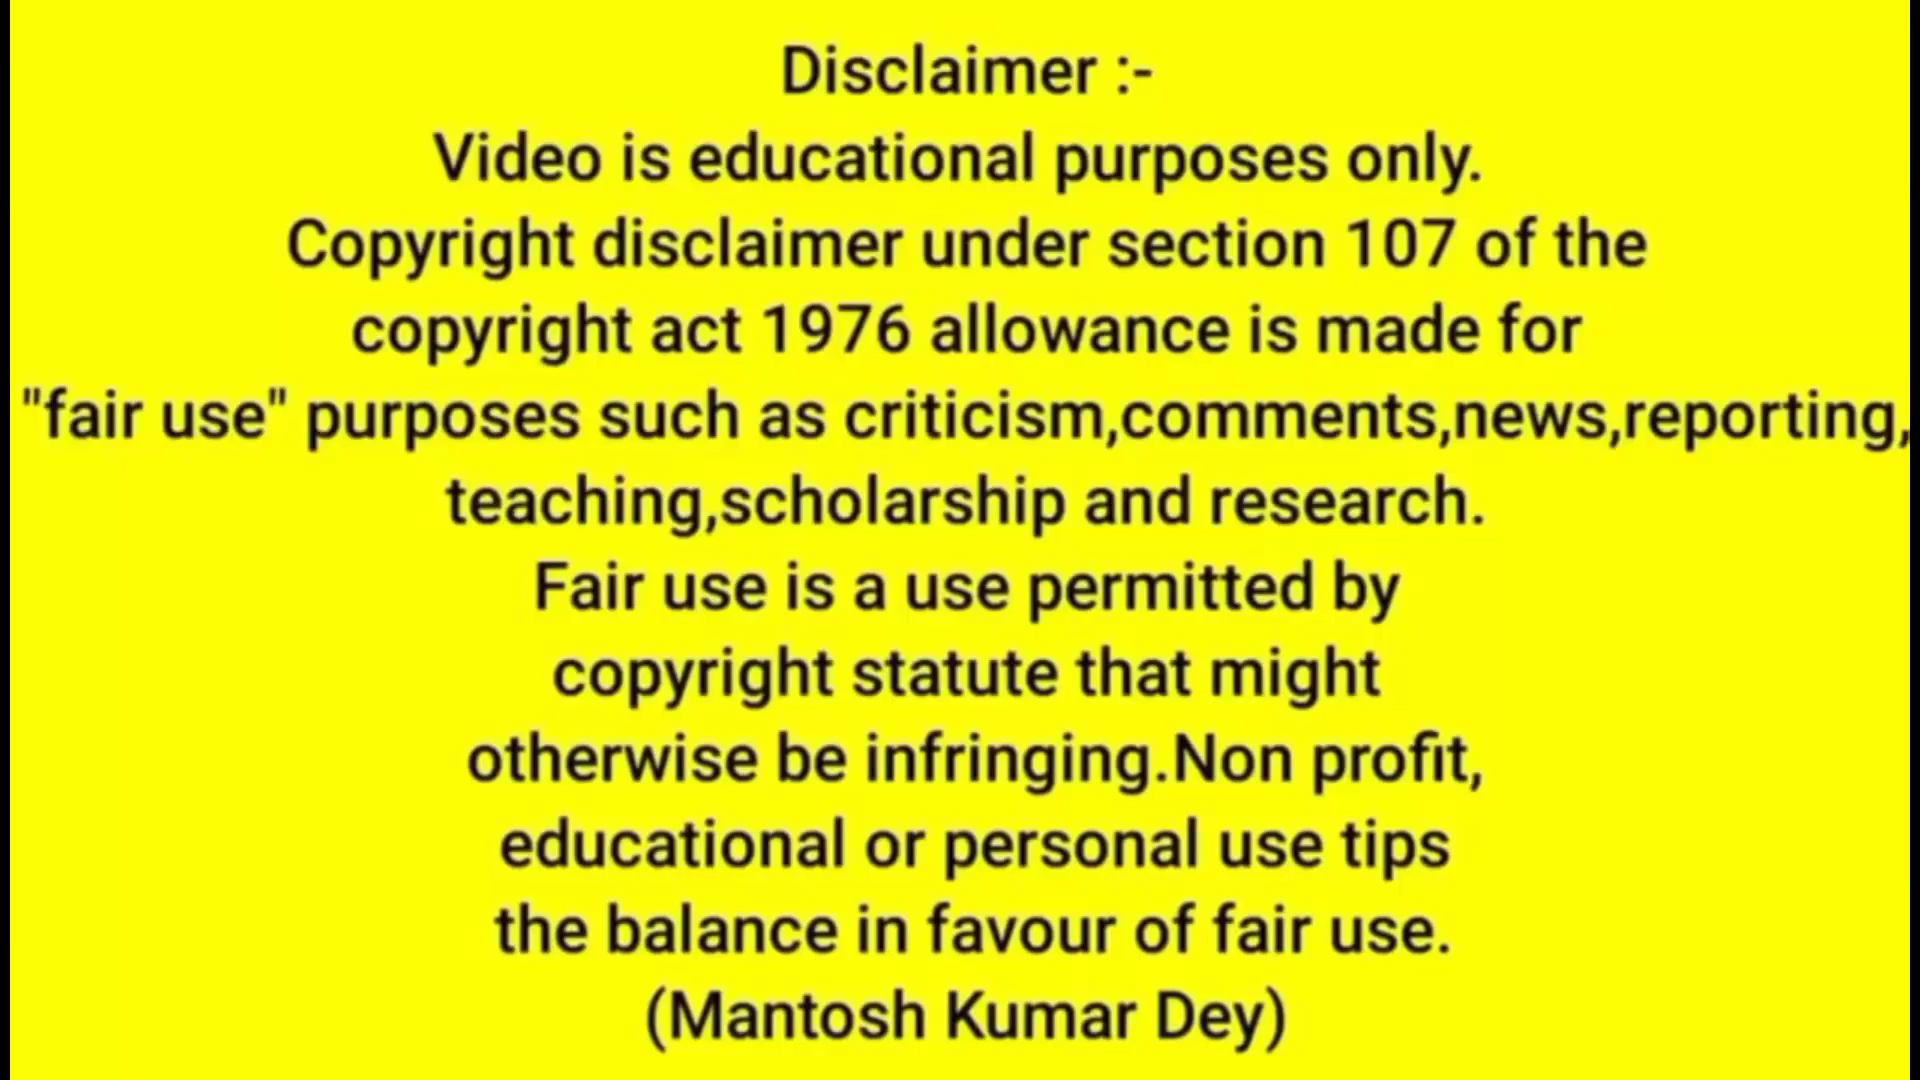 Disclaimer :-
Video is educational purposes only.
Copyright disclaimer under section 107 of the
copyright act 1976 allowance is made for
"fair use" purposes such as criticism,comments,news,reporting,
teaching,scholarship and research.
Fair use is a use permitted by
copyright statute that might
otherwise be infringing.Non profit,
educational or personal use tips
the balance in favour of fair use.
(Mantosh Kumar Dey)